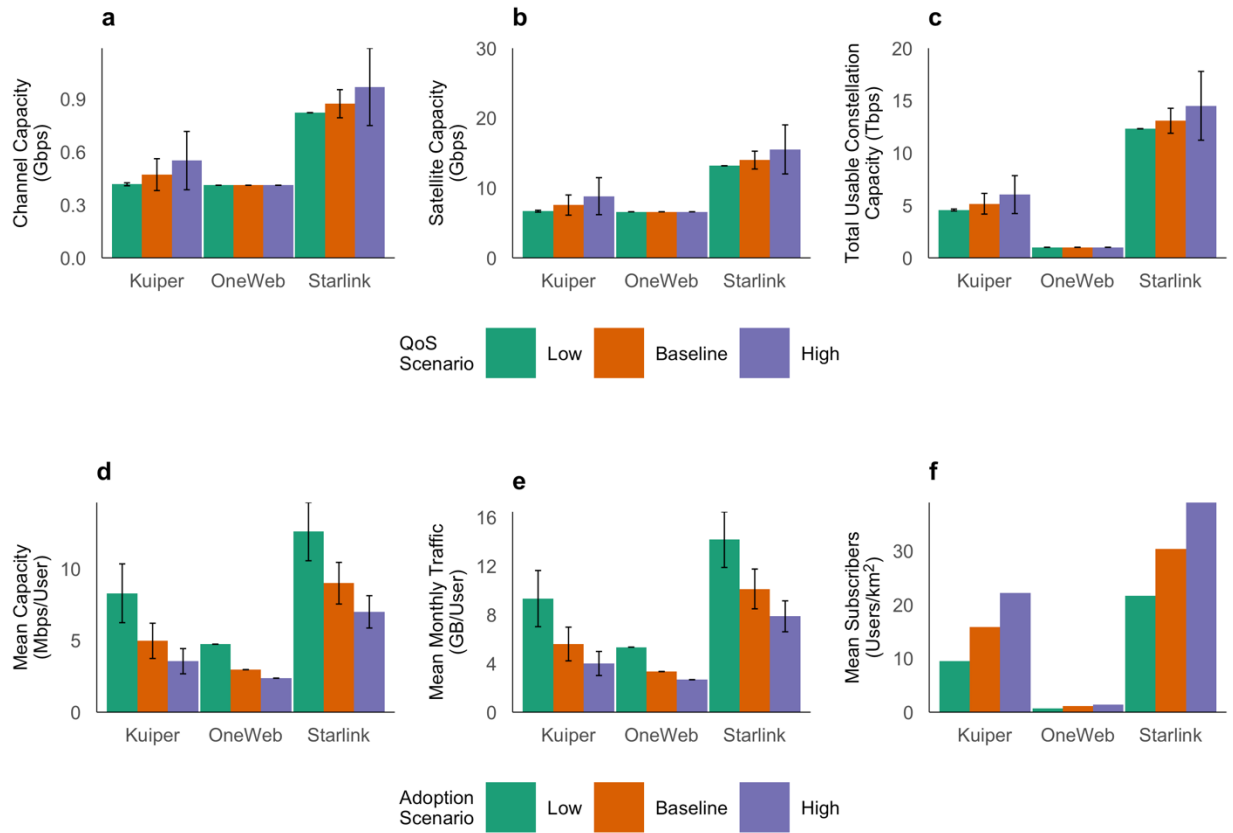 a
Channel Capacity
(Gbps)
0.9
0.6
0.3
0.0
Kuiper OneWeb Starlink
b
Satellite Capacity
(Gbps)
30
20
10
0
Kuiper OneWeb Starlink
c
Total Usable Constellation
Capacity (Tbps)
20
15
10
5
0
Kuiper OneWeb Starlink
QoS
Scenario
Low Baseline High
d
Mean Capacity
(Mbps/User)
10
5
0
Kuiper OneWeb Starlink
e
Mean Monthly Traffic
(GB/User)
16
12
8
4
0
Kuiper OneWeb Starlink
f
Mean Subscribers
(Users/km²)
30
20
10
0
Kuiper OneWeb Starlink
Adoption
Scenario
Low Baseline High